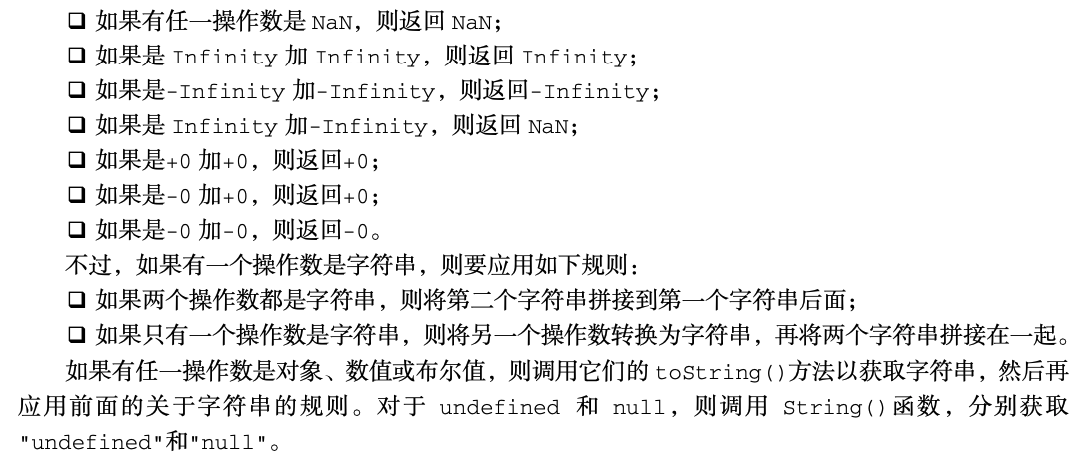 ❑ 如果有任一操作数是 NaN，则返回 NaN；
❑ 如果是 Infinity 加 Infinity，则返回 Infinity；
❑ 如果是-Infinity 加-Infinity，则返回-Infinity；
❑ 如果是 Infinity 加-Infinity，则返回 NaN；
❑ 如果是+0 加+0，则返回+0；
❑ 如果是-0 加+0，则返回+0；
❑ 如果是-0 加-0，则返回-0。
不过，如果有一个操作数是字符串，则要应用如下规则：
❑ 如果两个操作数都是字符串，则将第二个字符串拼接到第一个字符串后面；
❑ 如果只有一个操作数是字符串，则将另一个操作数转换为字符串，再将两个字符串拼接在一起。
如果有任一操作数是对象、数值或布尔值，则调用它们的 toString()方法以获取字符串，然后再
应用前面的关于字符串的规则。对于 undefined 和 null，则调用 String()函数，分别获取
"undefined"和"null"。